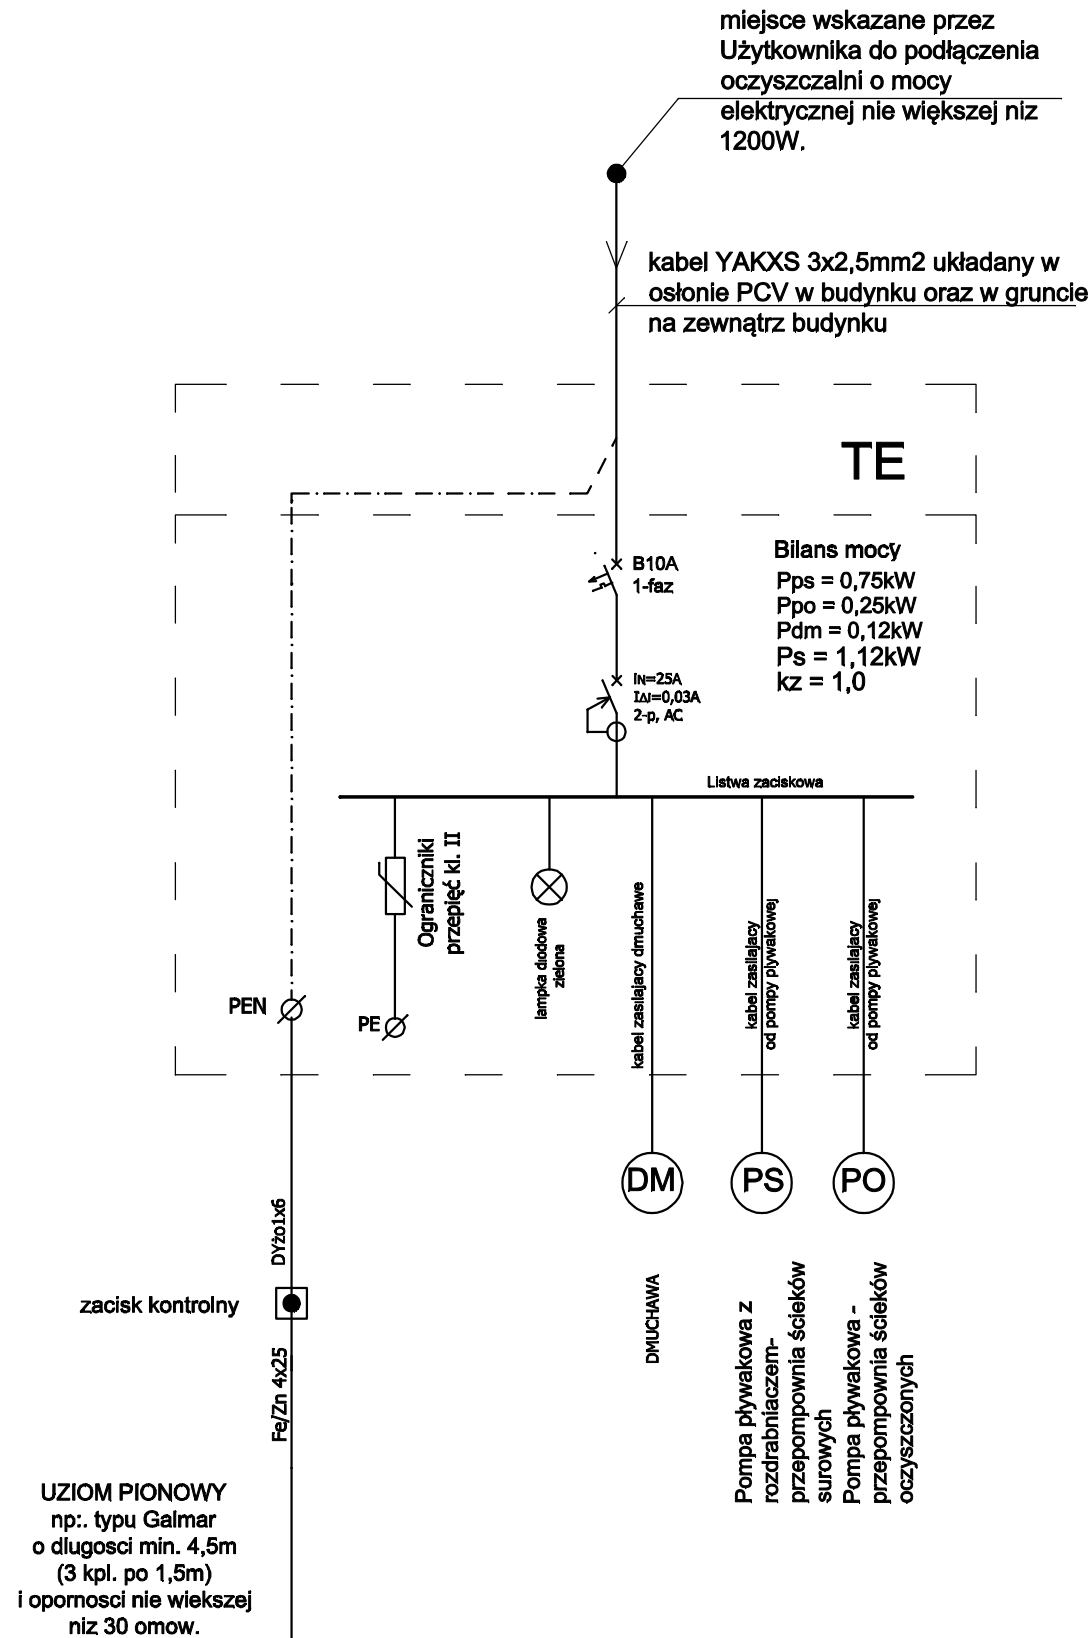 miejsce wskazane przez
Użytkownika do podłączenia
oczyszczalni o mocy
elektrycznej nie większej niz
1200W.
kabel YAKXS 3x2,5mm2 układany w
osłonie PCV w budynku oraz w gruncie
na zewnątrz budynku
TE
Bilans mocy
Pps = 0,75kW
Ppo = 0,25kW
Pdm = 0,12kW
Ps = 1,12kW
kz = 1,0
B10A
1-faz
IN=25A
IΔI=0,03A
2-p, AC
Listwa zaciskowa
Ograniczniki
przepięć kl. II
lampka diodowa
zielona
kabel zasilajacy dmuchawe
kabel zasilajacy
od pompy plywakowej
kabel zasilajacy
od pompy plywakowej
PEN
PE
DM
PS
PO
DYżo1x6
zacisk kontrolny
Fe/Zn 4x25
DMUCHAWA
Pompa pływakowa z
rozdrabniaczem-
przepompownia ścieków
surowych
Pompa pływakowa -
przepompownia ścieków
oczyszczonych
UZIOM PIONOWY
np:. typu Galmar
o dlugosci min. 4,5m
(3 kpl. po 1,5m)
i opornosci nie wiekszej
niz 30 omow.